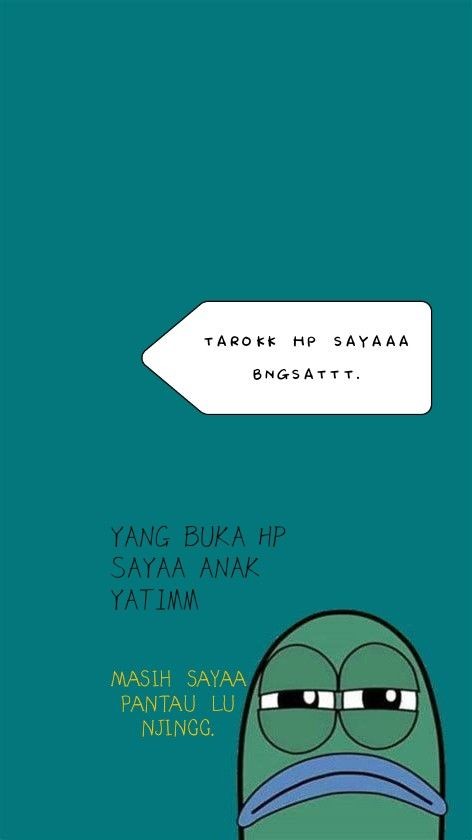 TAROKK HP SAYAAA
BNGSATTT.
YANG BUKA HP
SAYAA ANAK
YATIMM
MASIH SAYAA
PANTAU LU
NJINGG.